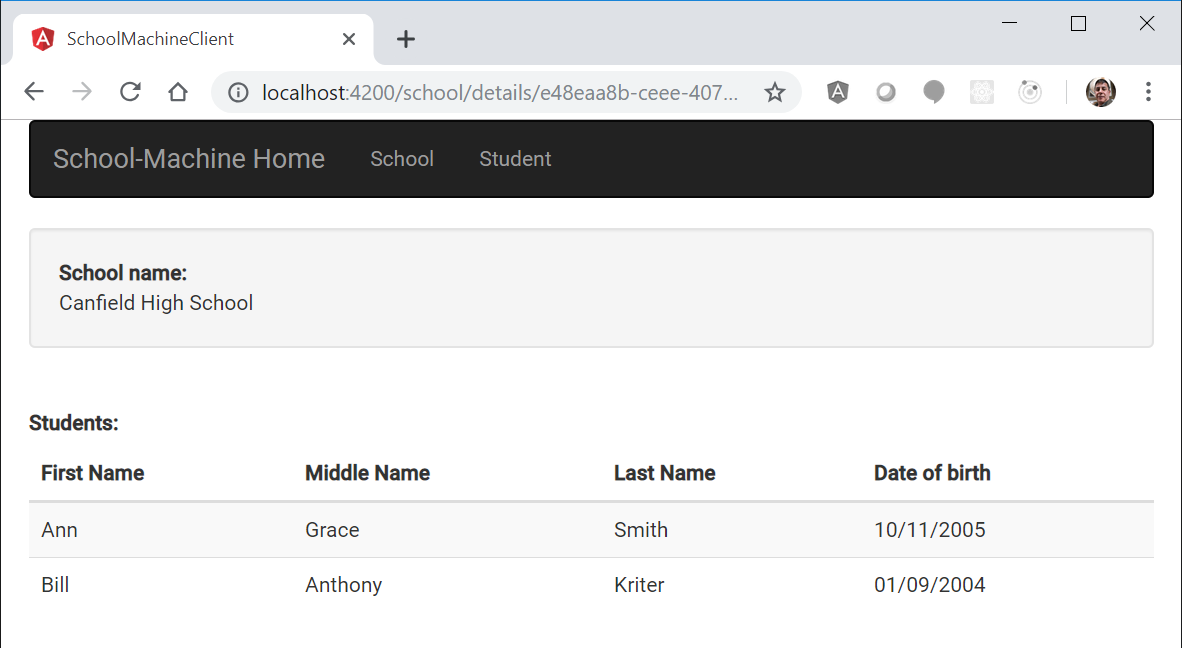 SchoolMachineClient
localhost:4200/school/details/e48eaa8b-ceee-407...
School-Machine Home School Student
School name:
Canfield High School
Students:
First Name Middle Name Last Name Date of birth
Ann Grace Smith 10/11/2005
Bill Anthony Kriter 01/09/2004